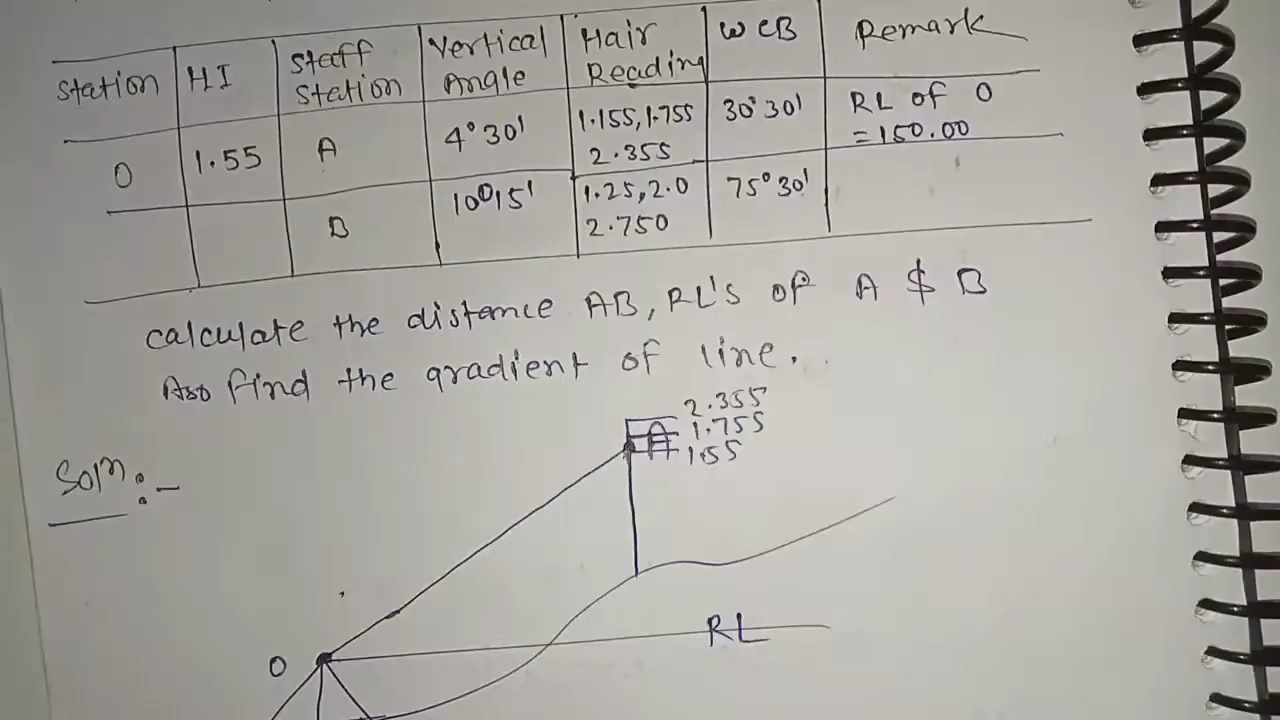 Station HI Staff Station Vertical Angle Hair Reading WCB Remark
O 1.55 A 4°30' 1.155, 1.755 2.355 30°30' RL of O = 150.00
B 10°15' 1.25, 2.0 2.750 75°30'
calculate the distance AB, RL's of A & B
Also find the gradient of line.
2.355
1.755
1.55
Soln:-
O
RL